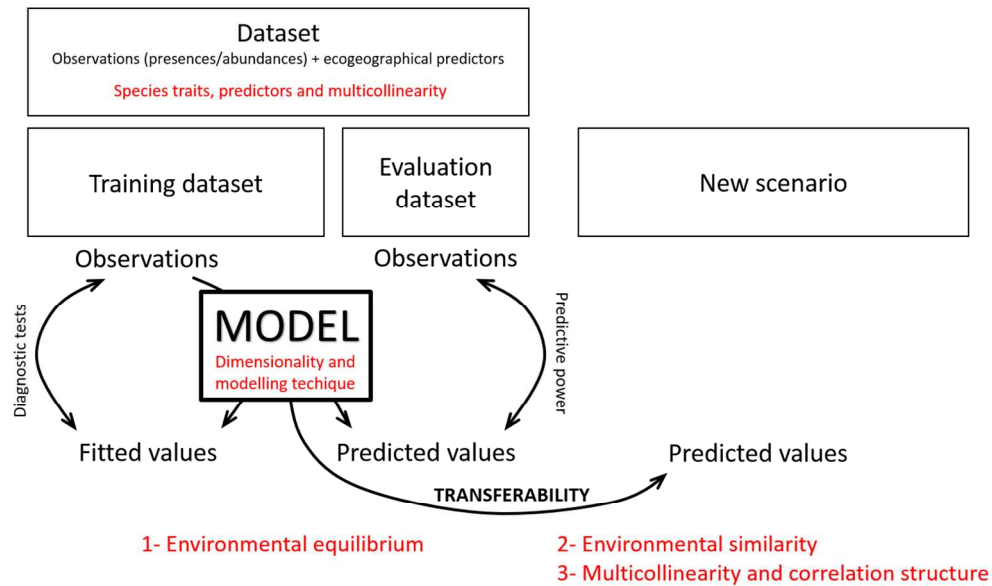 Dataset
Observations (presences/abundances) + ecogeographical predictors
Species traits, predictors and multicollinearity
Training dataset
Evaluation
dataset
New scenario
Observations
Observations
Diagnostic tests
MODEL
Dimensionality and
modelling techique
Predictive power
Fitted values
Predicted values
Predicted values
TRANSFERABILITY
1- Environmental equilibrium
2- Environmental similarity
3- Multicollinearity and correlation structure